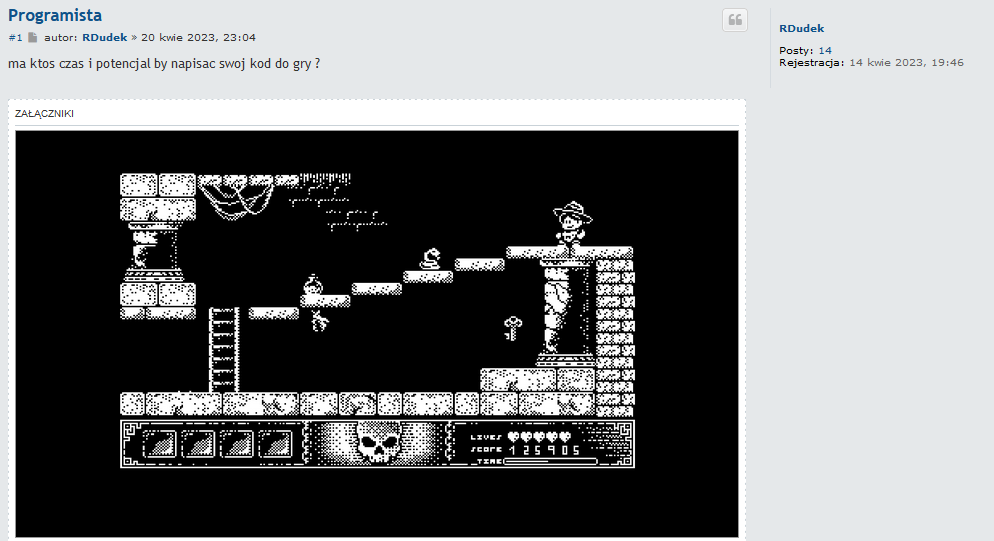 Programista
#1 autor: RDudek » 20 kwie 2023, 23:04
ma ktos czas i potencjal by napisac swoj kod do gry ?
RDudek
Posty: 14
Rejestracja: 14 kwie 2023, 19:46
ZAŁĄCZNIKI
LIVES
SCORE 125905
TIME